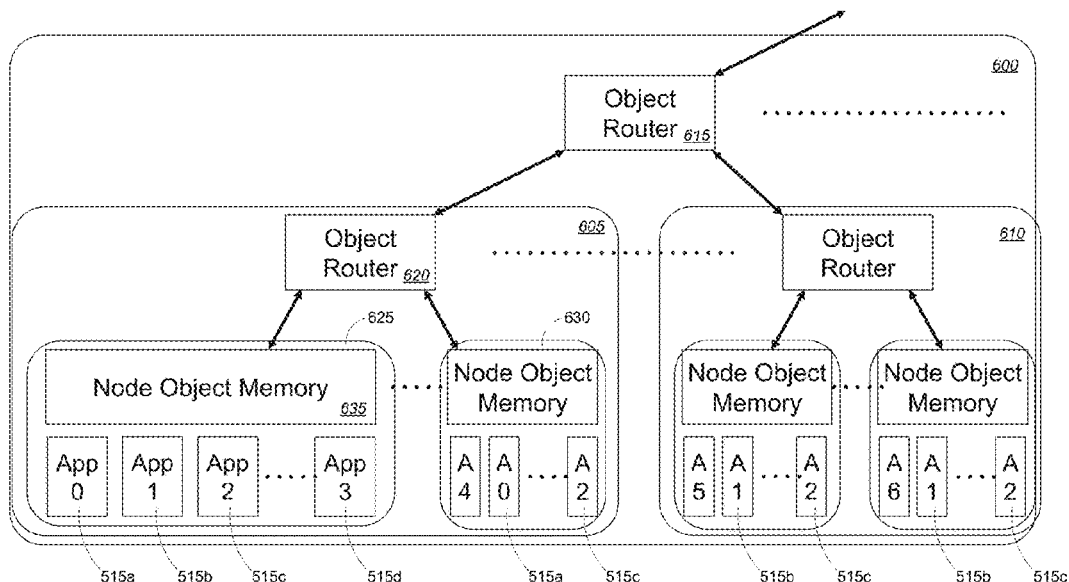 600
Object
Router
615
605
610
Object
Router
620
Object
Router
625
630
Node Object Memory
635
Node Object
Memory
Node Object
Memory
Node Object
Memory
App
0
App
1
App
2
App
3
A
4
A
0
A
2
A
5
A
1
A
2
A
6
A
1
A
2
515a
515b
515c
515d
515a
515c
515b
515c
515b
515c